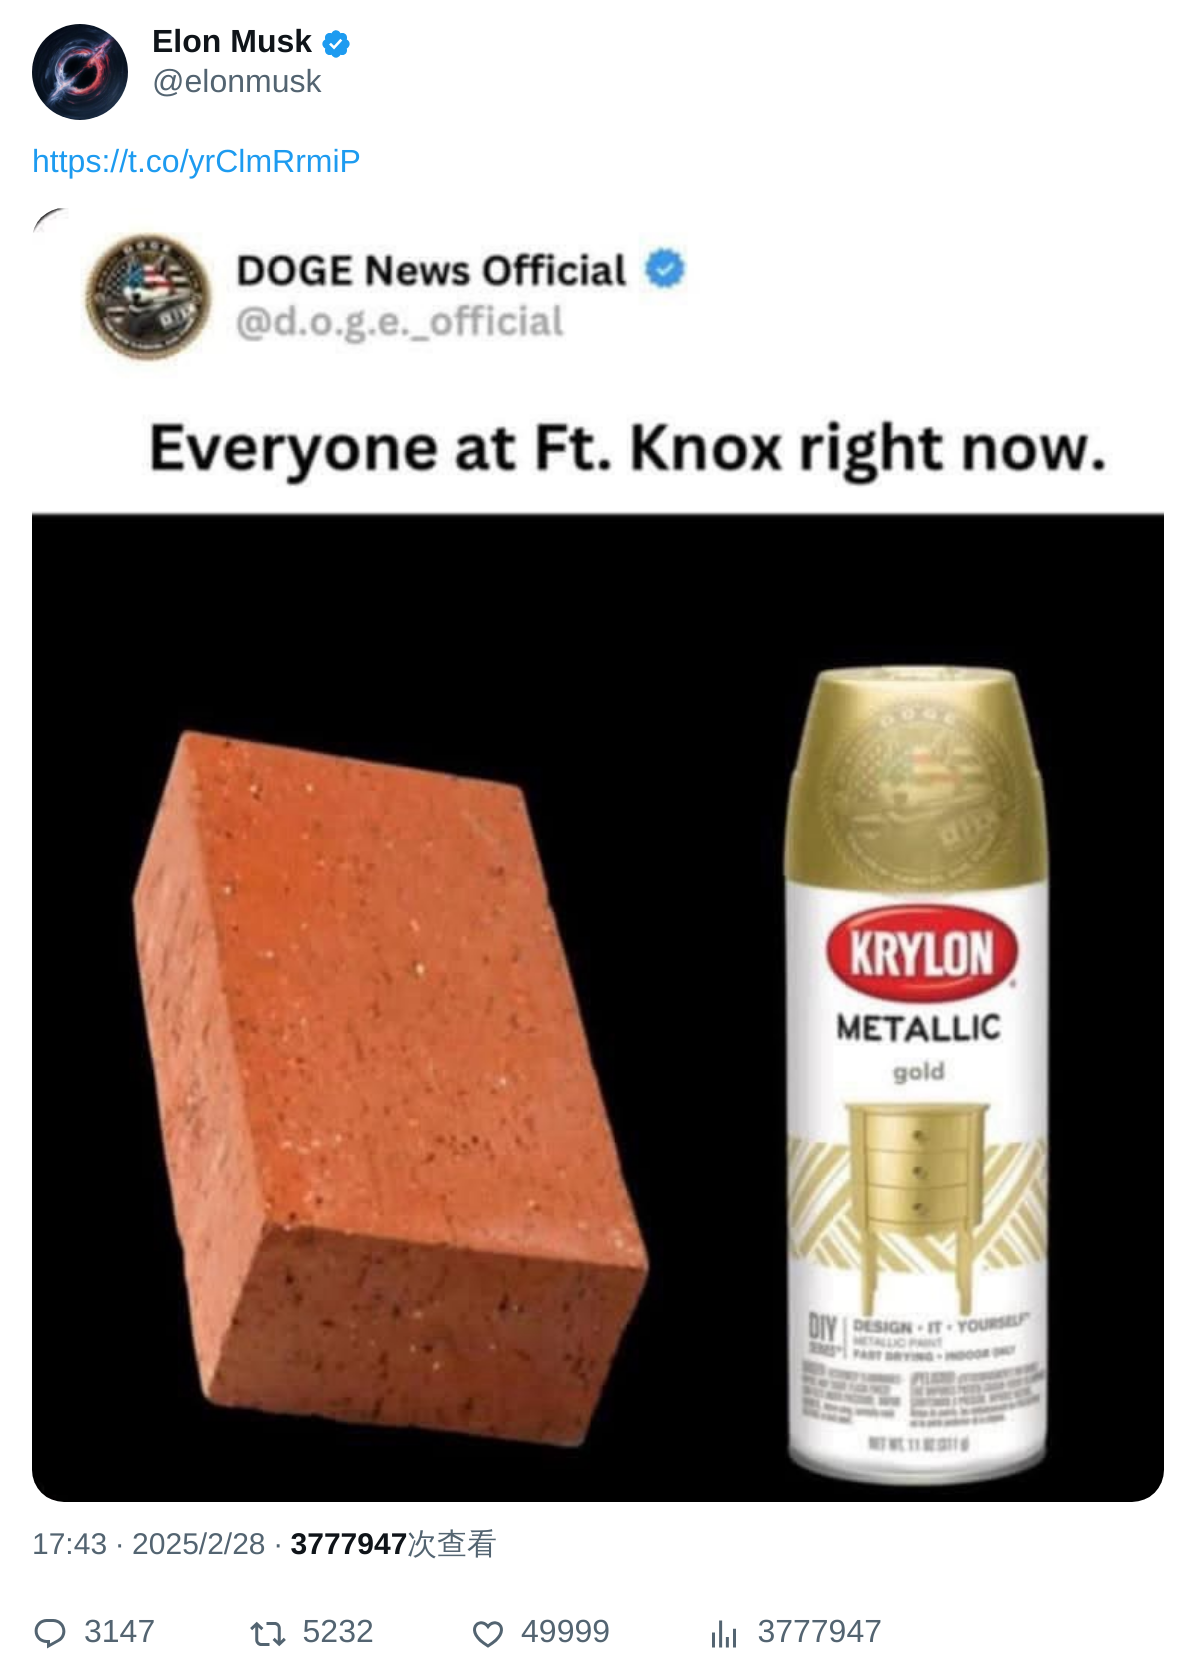 Elon Musk
@elonmusk
https://t.co/yrClmRrmiP
DOGE News Official
@d.o.g.e._official
Everyone at Ft. Knox right now.
DOGE
KRYLON
METALLIC
gold
DIY
SERIES
DESIGN · IT · YOURSELF
METALLIC PAINT
FAST DRYING · INDOOR ONLY
NET WT. 11 OZ (311 g)
17:43 · 2025/2/28 · 3777947次查看
3147 5232 49999 3777947